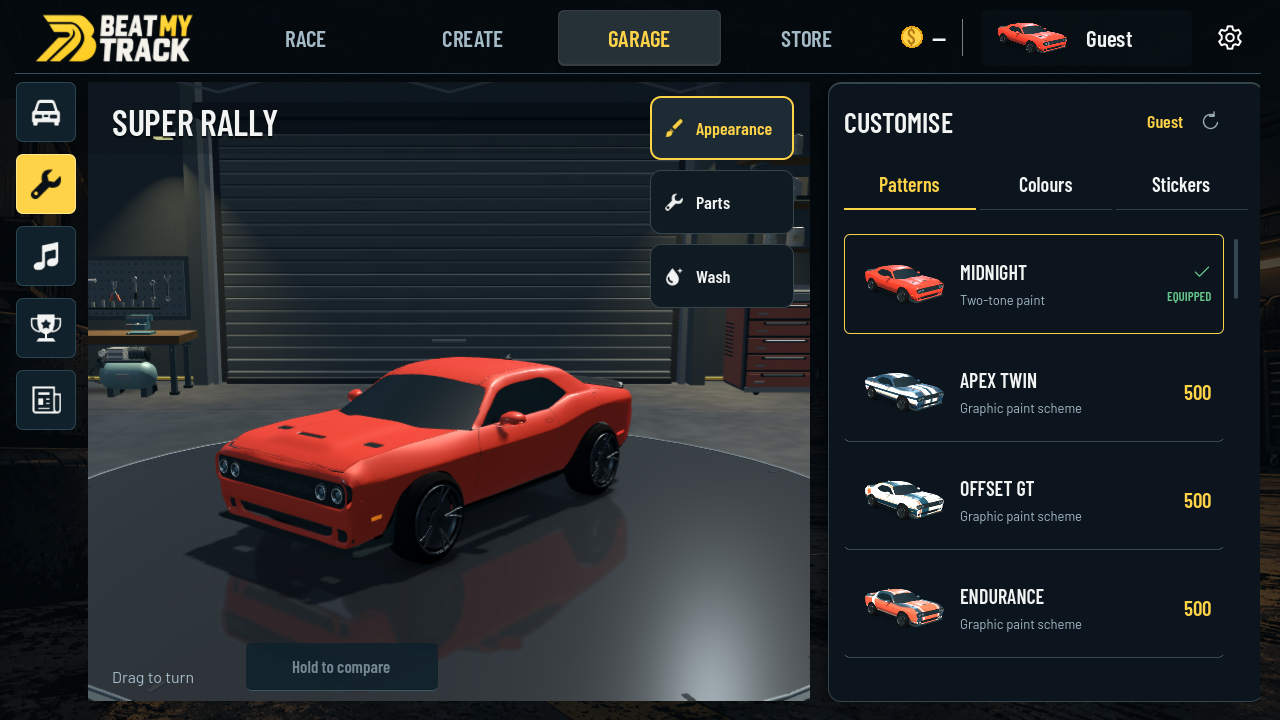 BEATMY
TRACK
RACE
CREATE
GARAGE
STORE
$ –
Guest
SUPER RALLY
Appearance
Parts
Wash
Drag to turn
Hold to compare
CUSTOMISE
Guest
Patterns
Colours
Stickers
MIDNIGHT
Two-tone paint
EQUIPPED
APEX TWIN
Graphic paint scheme
500
OFFSET GT
Graphic paint scheme
500
ENDURANCE
Graphic paint scheme
500